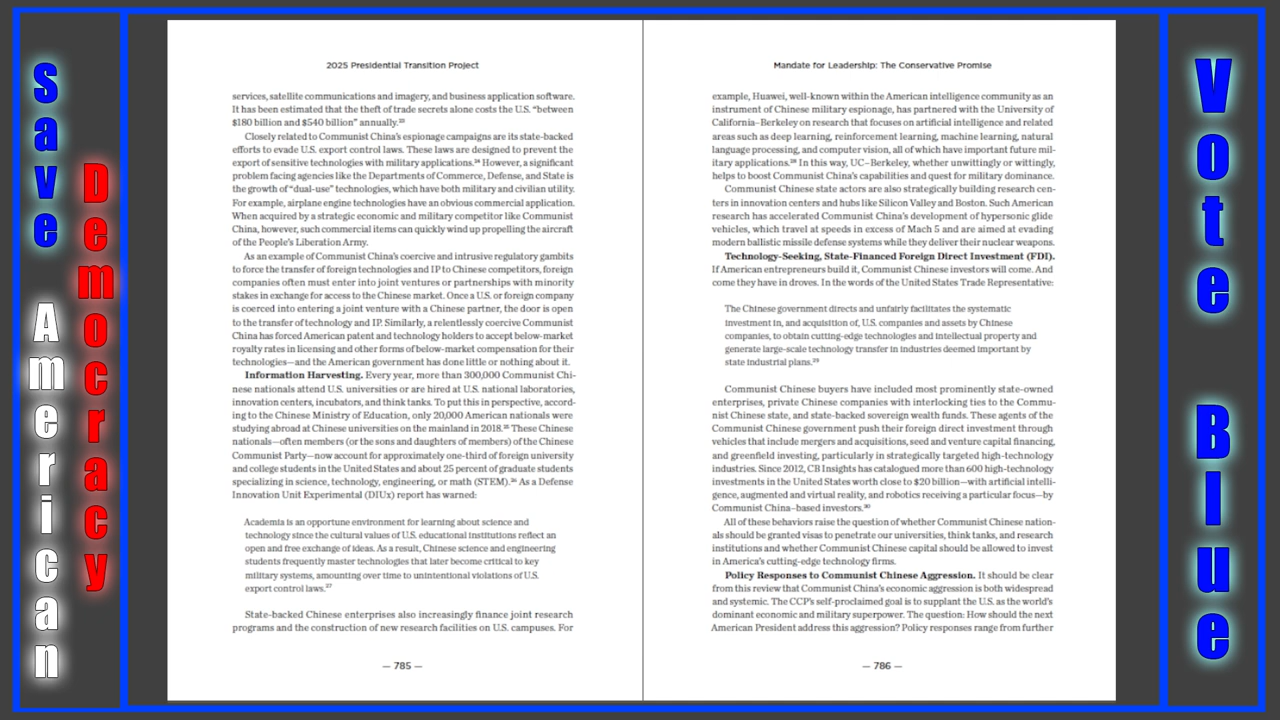 Save American
Democracy
2025 Presidential Transition Project
services, satellite communications and imagery, and business application software.
It has been estimated that the theft of trade secrets alone costs the U.S. “between
$180 billion and $540 billion” annually.²³
Closely related to Communist China’s espionage campaigns are its state-backed
efforts to evade U.S. export control laws. These laws are designed to prevent the
export of sensitive technologies with military applications.²⁴ However, a significant
problem facing agencies like the Departments of Commerce, Defense, and State is
the growth of “dual-use” technologies, which have both military and civilian utility.
For example, airplane engine technologies have an obvious commercial application.
When acquired by a strategic economic and military competitor like Communist
China, however, such commercial items can quickly wind up propelling the aircraft
of the People’s Liberation Army.
As an example of Communist China’s coercive and intrusive regulatory gambits
to force the transfer of foreign technologies and IP to Chinese competitors, foreign
companies often must enter into joint ventures or partnerships with minority
stakes in exchange for access to the Chinese market. Once a U.S. or foreign company
is coerced into entering a joint venture with a Chinese partner, the door is open
to the transfer of technology and IP. Similarly, a relentlessly coercive Communist
China has forced American patent and technology holders to accept below-market
royalty rates in licensing and other forms of below-market compensation for their
technologies—and the American government has done little or nothing about it.
Information Harvesting. Every year, more than 300,000 Communist Chi-
nese nationals attend U.S. universities or are hired at U.S. national laboratories,
innovation centers, incubators, and think tanks. To put this in perspective, accord-
ing to the Chinese Ministry of Education, only 20,000 American nationals were
studying abroad at Chinese universities on the mainland in 2018.²⁵ These Chinese
nationals—often members (or the sons and daughters of members) of the Chinese
Communist Party—now account for approximately one-third of foreign university
and college students in the United States and about 25 percent of graduate students
specializing in science, technology, engineering, or math (STEM).²⁶ As a Defense
Innovation Unit Experimental (DIUx) report has warned:
Academia is an opportune environment for learning about science and
technology since the cultural values of U.S. educational institutions reflect an
open and free exchange of ideas. As a result, Chinese science and engineering
students frequently master technologies that later become critical to key
military systems, amounting over time to unintentional violations of U.S.
export control laws.²⁷
State-backed Chinese enterprises also increasingly finance joint research
programs and the construction of new research facilities on U.S. campuses. For
— 785 —
Mandate for Leadership: The Conservative Promise
example, Huawei, well-known within the American intelligence community as an
instrument of Chinese military espionage, has partnered with the University of
California–Berkeley on research that focuses on artificial intelligence and related
areas such as deep learning, reinforcement learning, machine learning, natural
language processing, and computer vision, all of which have important future mil-
itary applications.²⁸ In this way, UC–Berkeley, whether unwittingly or wittingly,
helps to boost Communist China’s capabilities and quest for military dominance.
Communist Chinese state actors are also strategically building research cen-
ters in innovation centers and hubs like Silicon Valley and Boston. Such American
research has accelerated Communist China’s development of hypersonic glide
vehicles, which travel at speeds in excess of Mach 5 and are aimed at evading
modern ballistic missile defense systems while they deliver their nuclear weapons.
Technology-Seeking, State-Financed Foreign Direct Investment (FDI).
If American entrepreneurs build it, Communist Chinese investors will come. And
come they have in droves. In the words of the United States Trade Representative:
The Chinese government directs and unfairly facilitates the systematic
investment in, and acquisition of, U.S. companies and assets by Chinese
companies, to obtain cutting-edge technologies and intellectual property and
generate large-scale technology transfer in industries deemed important by
state industrial plans.²⁹
Communist Chinese buyers have included most prominently state-owned
enterprises, private Chinese companies with interlocking ties to the Commu-
nist Chinese state, and state-backed sovereign wealth funds. These agents of the
Communist Chinese government push their foreign direct investment through
vehicles that include mergers and acquisitions, seed and venture capital financing,
and greenfield investing, particularly in strategically targeted high-technology
industries. Since 2012, CB Insights has catalogued more than 600 high-technology
investments in the United States worth close to $20 billion—with artificial intelli-
gence, augmented and virtual reality, and robotics receiving a particular focus—by
Communist China–based investors.³⁰
All of these behaviors raise the question of whether Communist Chinese nation-
als should be granted visas to penetrate our universities, think tanks, and research
institutions and whether Communist Chinese capital should be allowed to invest
in America’s cutting-edge technology firms.
Policy Responses to Communist Chinese Aggression. It should be clear
from this review that Communist China’s economic aggression is both widespread
and systemic. The CCP’s self-proclaimed goal is to supplant the U.S. as the world’s
dominant economic and military superpower. The question: How should the next
American President address this aggression? Policy responses range from further
— 786 —
Vote Blue